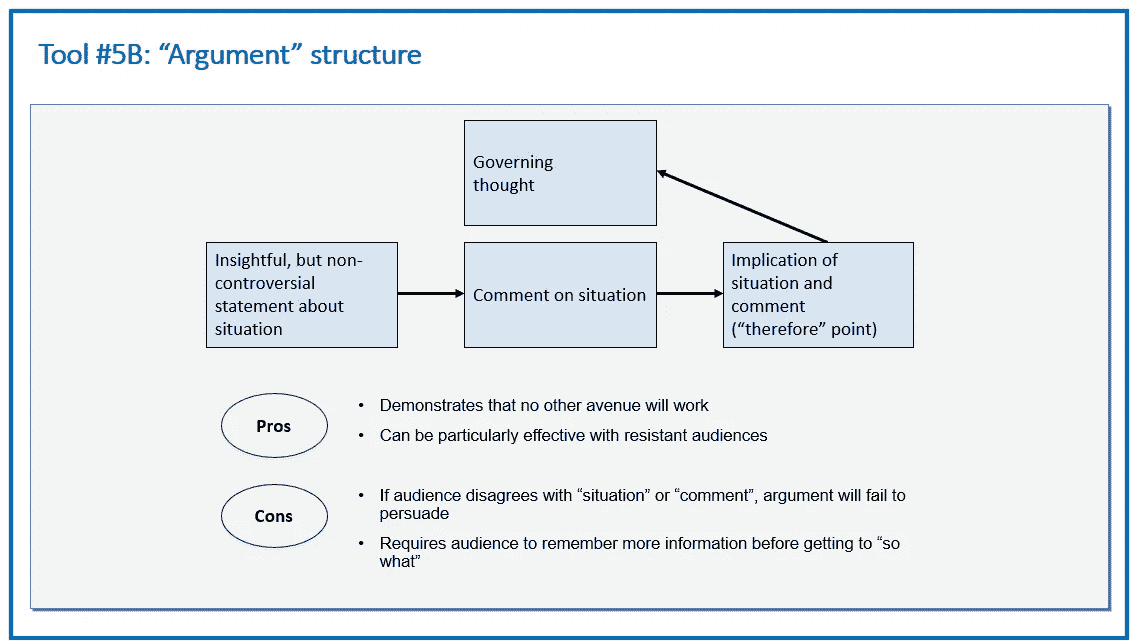 Tool #5B: “Argument” structure
Governing
thought
Insightful, but non-
controversial
statement about
situation
Comment on situation
Implication of
situation and
comment
(“therefore” point)
Pros
• Demonstrates that no other avenue will work
• Can be particularly effective with resistant audiences
Cons
• If audience disagrees with “situation” or “comment”, argument will fail to
persuade
• Requires audience to remember more information before getting to “so
what”